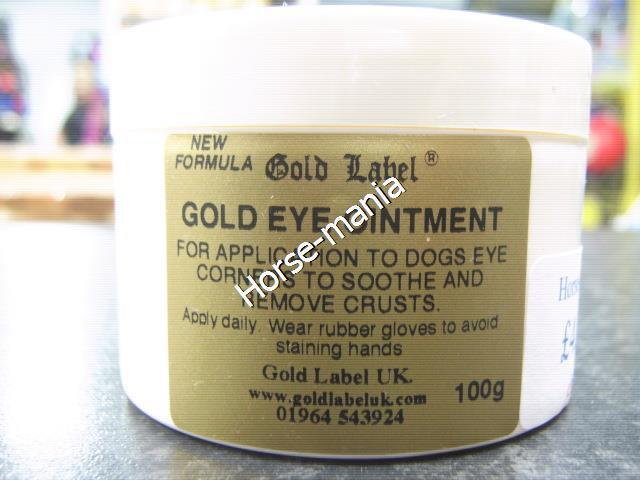 NEW
FORMULA
Gold Label®
GOLD EYE OINTMENT
FOR APPLICATION TO DOGS EYE
CORNERS TO SOOTHE AND
REMOVE CRUSTS.
Apply daily. Wear rubber gloves to avoid
staining hands
Gold Label UK.
www.goldlabeluk.com
01964 543924
100g
Horse-mania